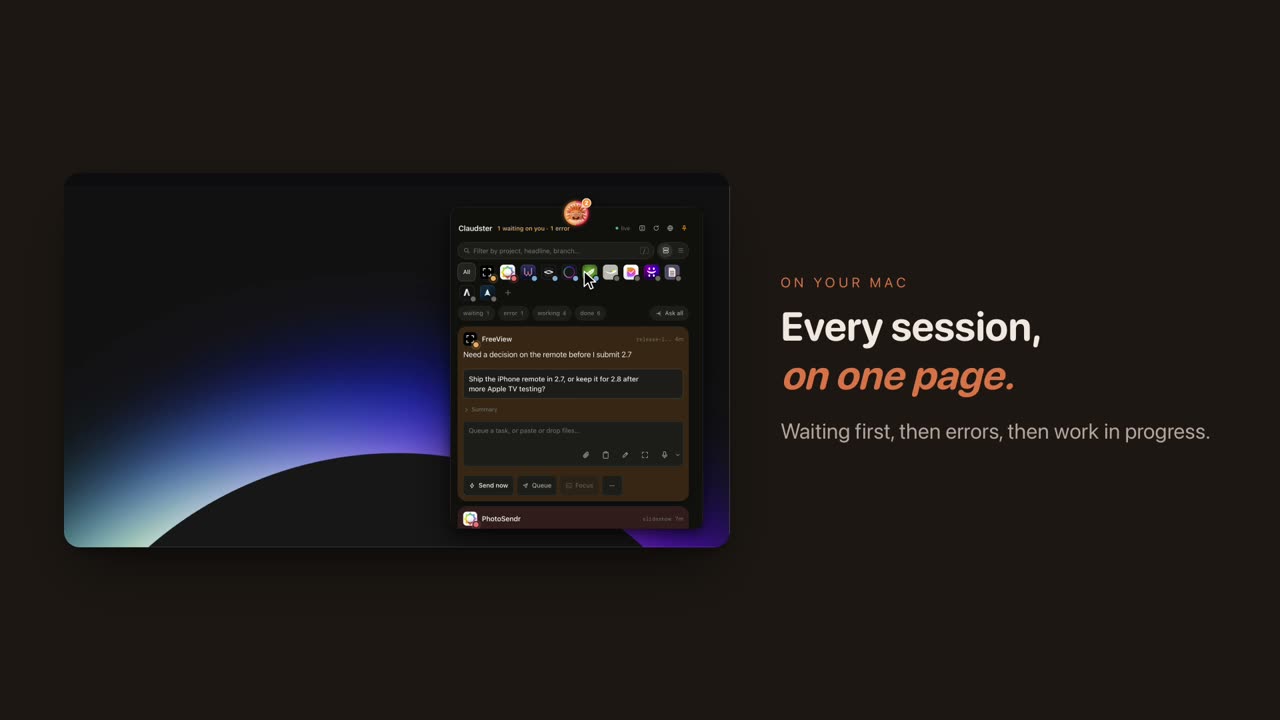 Claudster
1 waiting on you · 1 error
live
Filter by project, headline, branch...
/
All
waiting 1
error 1
working 4
done 6
Ask all
FreeView
release-1.. 4m
Need a decision on the remote before I submit 2.7
Ship the iPhone remote in 2.7, or keep it for 2.8 after
more Apple TV testing?
Summary
Queue a task, or paste or drop files...
Send now
Queue
Focus
PhotoSendr
slideshow 7m
ON YOUR MAC
Every session,
on one page.
Waiting first, then errors, then work in progress.